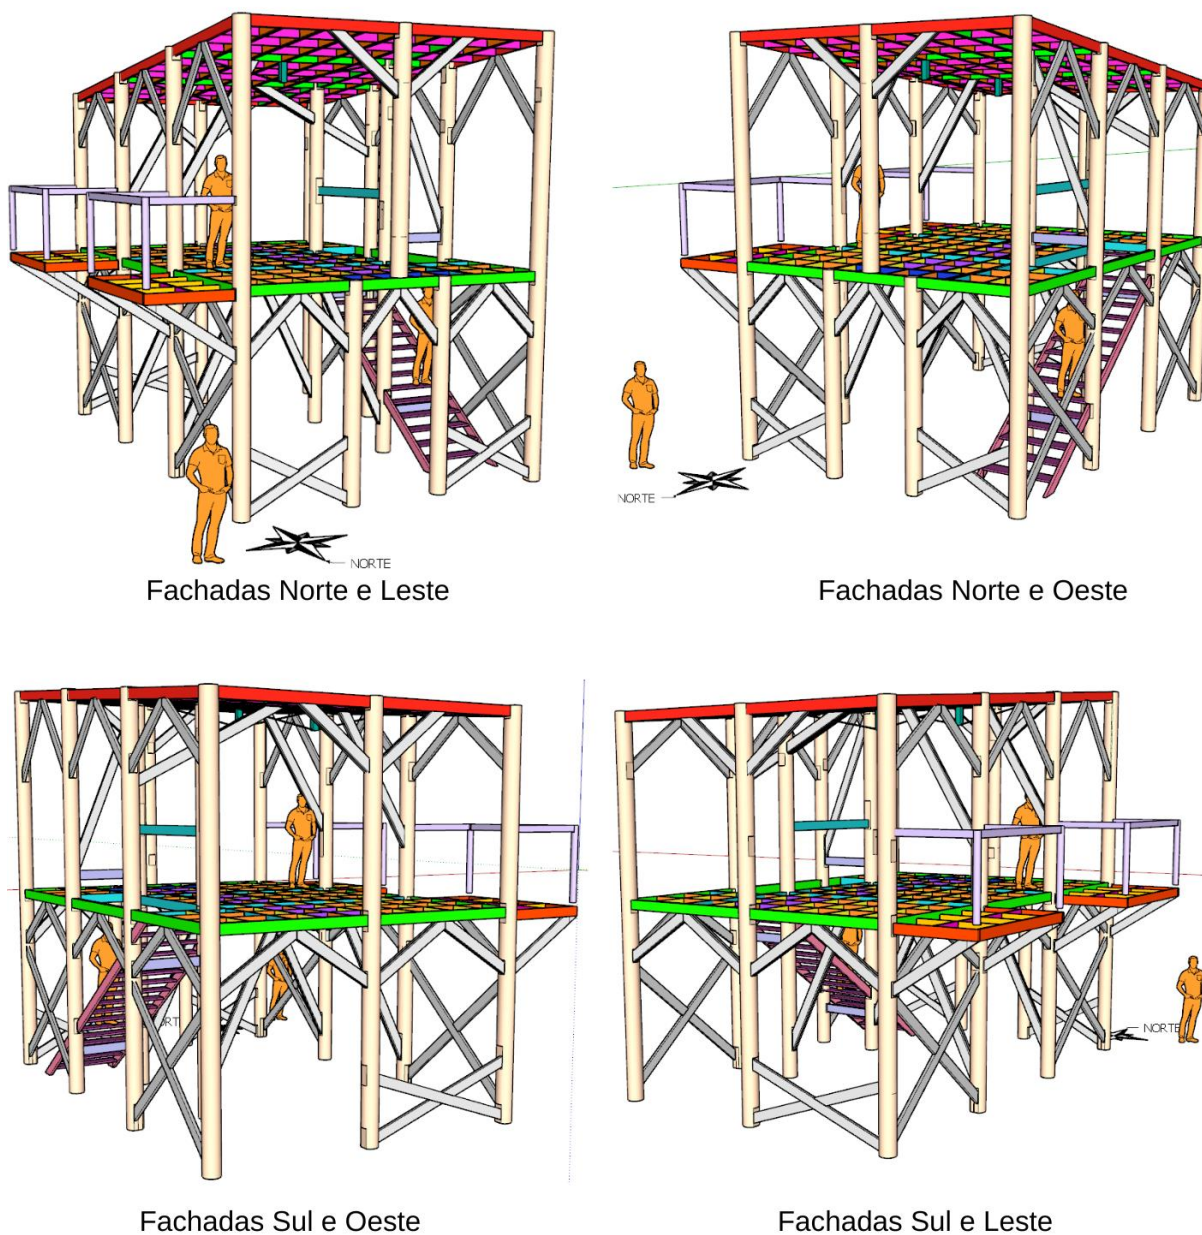 NORTE
NORTE
Fachadas Norte e Leste
Fachadas Norte e Oeste
NORTE
Fachadas Sul e Oeste
Fachadas Sul e Leste